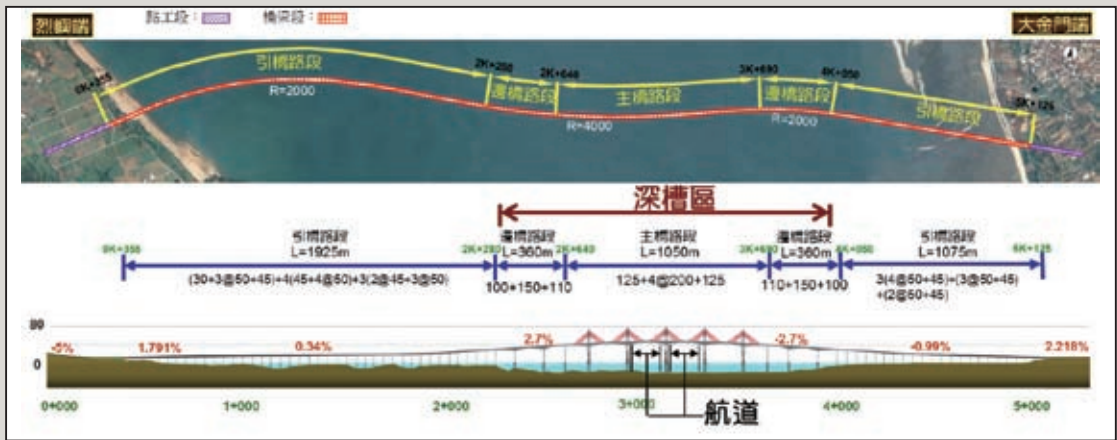 烈嶼端
路工段：
橋梁段：
大金門端
0K+355
引橋路段
R=2000
2K+280
邊橋路段
2K+640
主橋路段
R=4000
3K+690
邊橋路段
R=2000
4K+050
引橋路段
5K+125
深槽區
0K+355
引橋路段
L=1925m
2K+280
邊橋路段
L=360m
2K+640
主橋路段
L=1050m
3K+690
邊橋路段
L=360m
4K+050
引橋路段
L=1075m
5K+125
(30+3@50+45)+4(45+4@50)+3(2@45+3@50)
100+150+110
125+4@200+125
110+150+100
3(4@50+45)+(3@50+45)
+(2@50+45)
80
0
-5%
1.791%
0.34%
2.7%
-2.7%
-0.99%
2.218%
航道
0+000
1+000
2+000
3+000
4+000
5+000